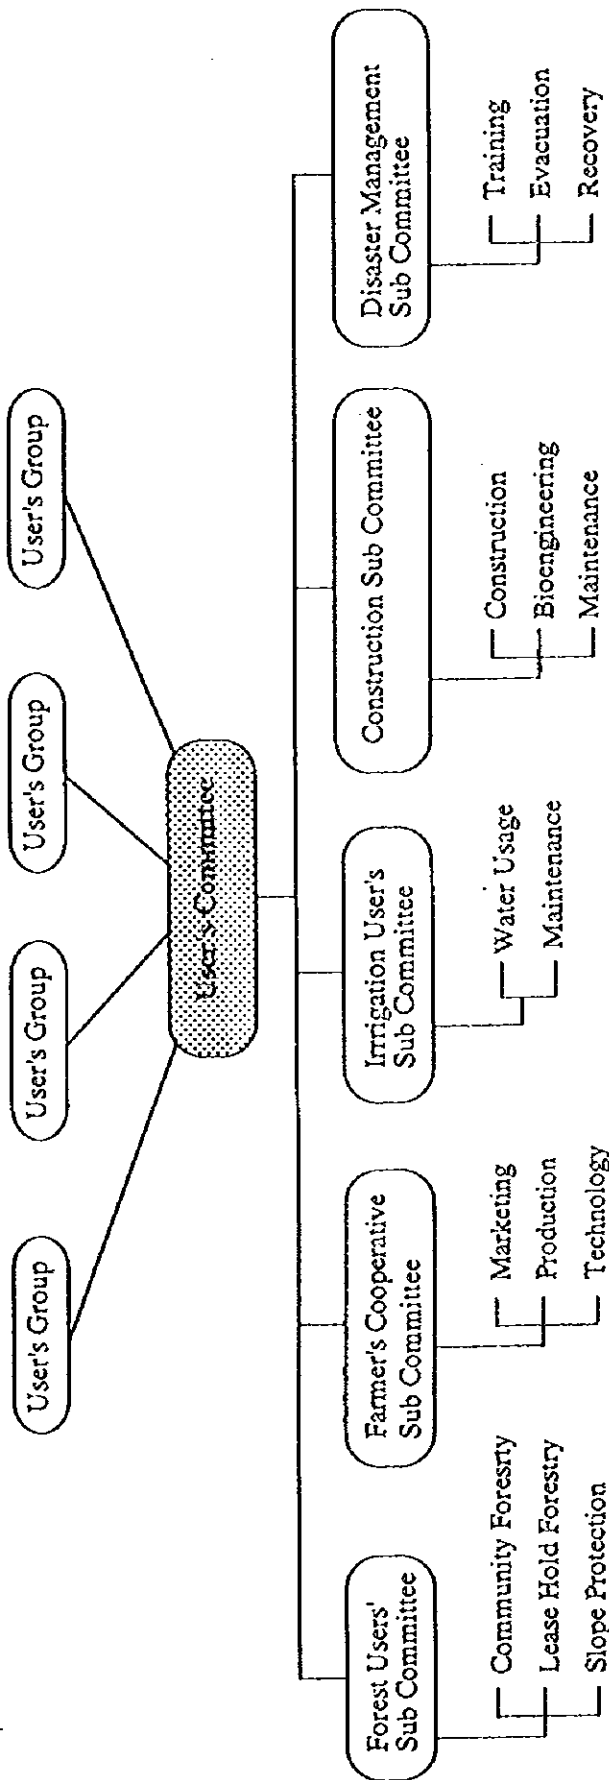 User's Group
User's Group
User's Group
User's Group
User's Committee
Forest Users'
Sub Committee
Farmer's Cooperative
Sub Committee
Irrrigation User's
Sub Committee
Construction Sub Committee
Disaster Management
Sub Committee
Community Foresrty
Lease Hold Forestry
Slope Protection
Marketing
Production
Technology
Water Usage
Maintenance
Construction
Bioengineering
Maintenance
Training
Evacuation
Recovery